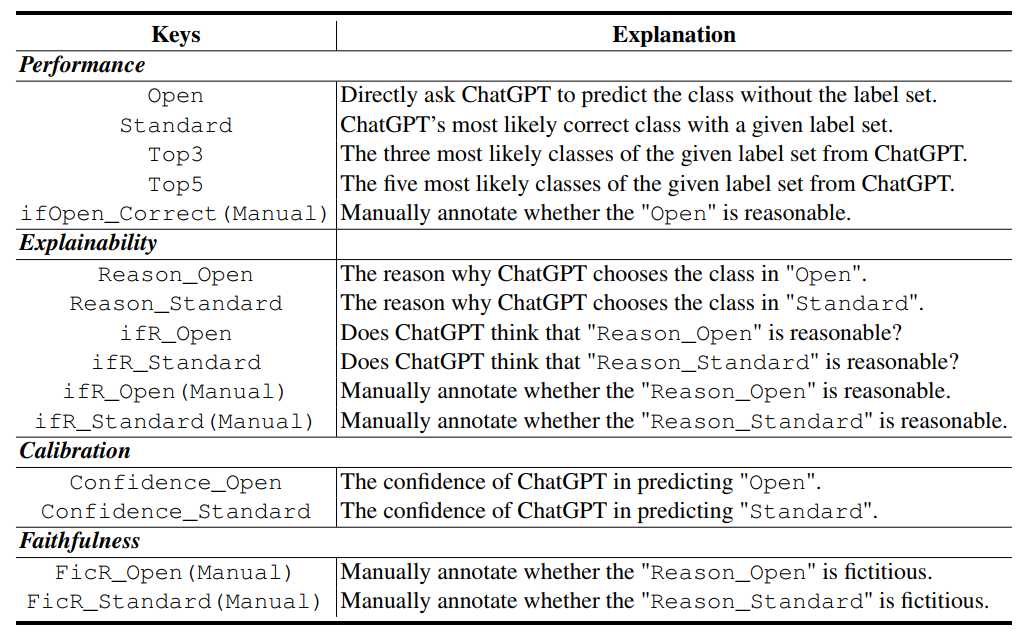 Keys Explanation
Performance
Open Directly ask ChatGPT to predict the class without the label set.
Standard ChatGPT's most likely correct class with a given label set.
Top3 The three most likely classes of the given label set from ChatGPT.
Top5 The five most likely classes of the given label set from ChatGPT.
ifOpen_Correct(Manual) Manually annotate whether the "Open" is reasonable.
Explainability
Reason_Open The reason why ChatGPT chooses the class in "Open".
Reason_Standard The reason why ChatGPT chooses the class in "Standard".
ifR_Open Does ChatGPT think that "Reason_Open" is reasonable?
ifR_Standard Does ChatGPT think that "Reason_Standard" is reasonable?
ifR_Open(Manual) Manually annotate whether the "Reason_Open" is reasonable.
ifR_Standard(Manual) Manually annotate whether the "Reason_Standard" is reasonable.
Calibration
Confidence_Open The confidence of ChatGPT in predicting "Open".
Confidence_Standard The confidence of ChatGPT in predicting "Standard".
Faithfulness
FicR_Open(Manual) Manually annotate whether the "Reason_Open" is fictitious.
FicR_Standard(Manual) Manually annotate whether the "Reason_Standard" is fictitious.